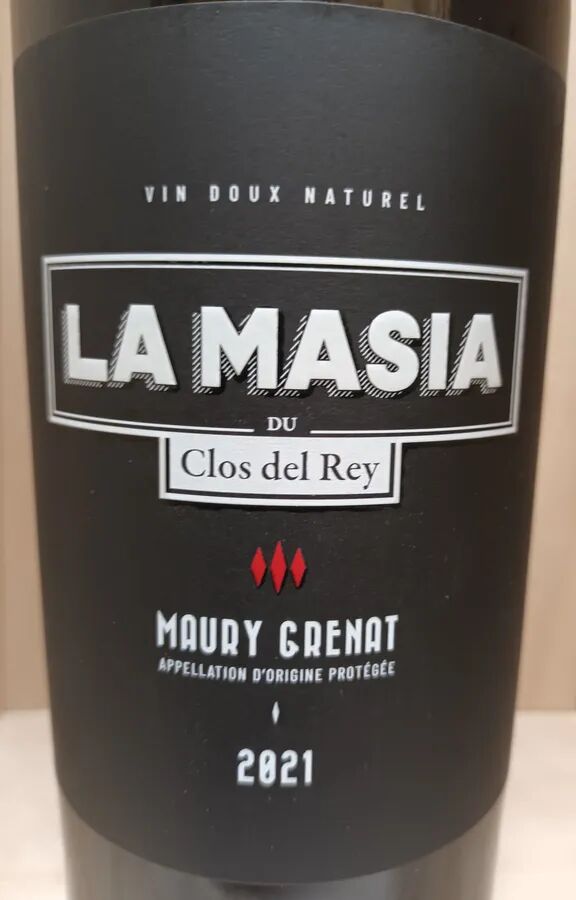 VIN DOUX NATUREL
LA MASIA
DU
Clos del Rey
MAURY GRENAT
APPELLATION D'ORIGINE PROTÉGÉE
2021